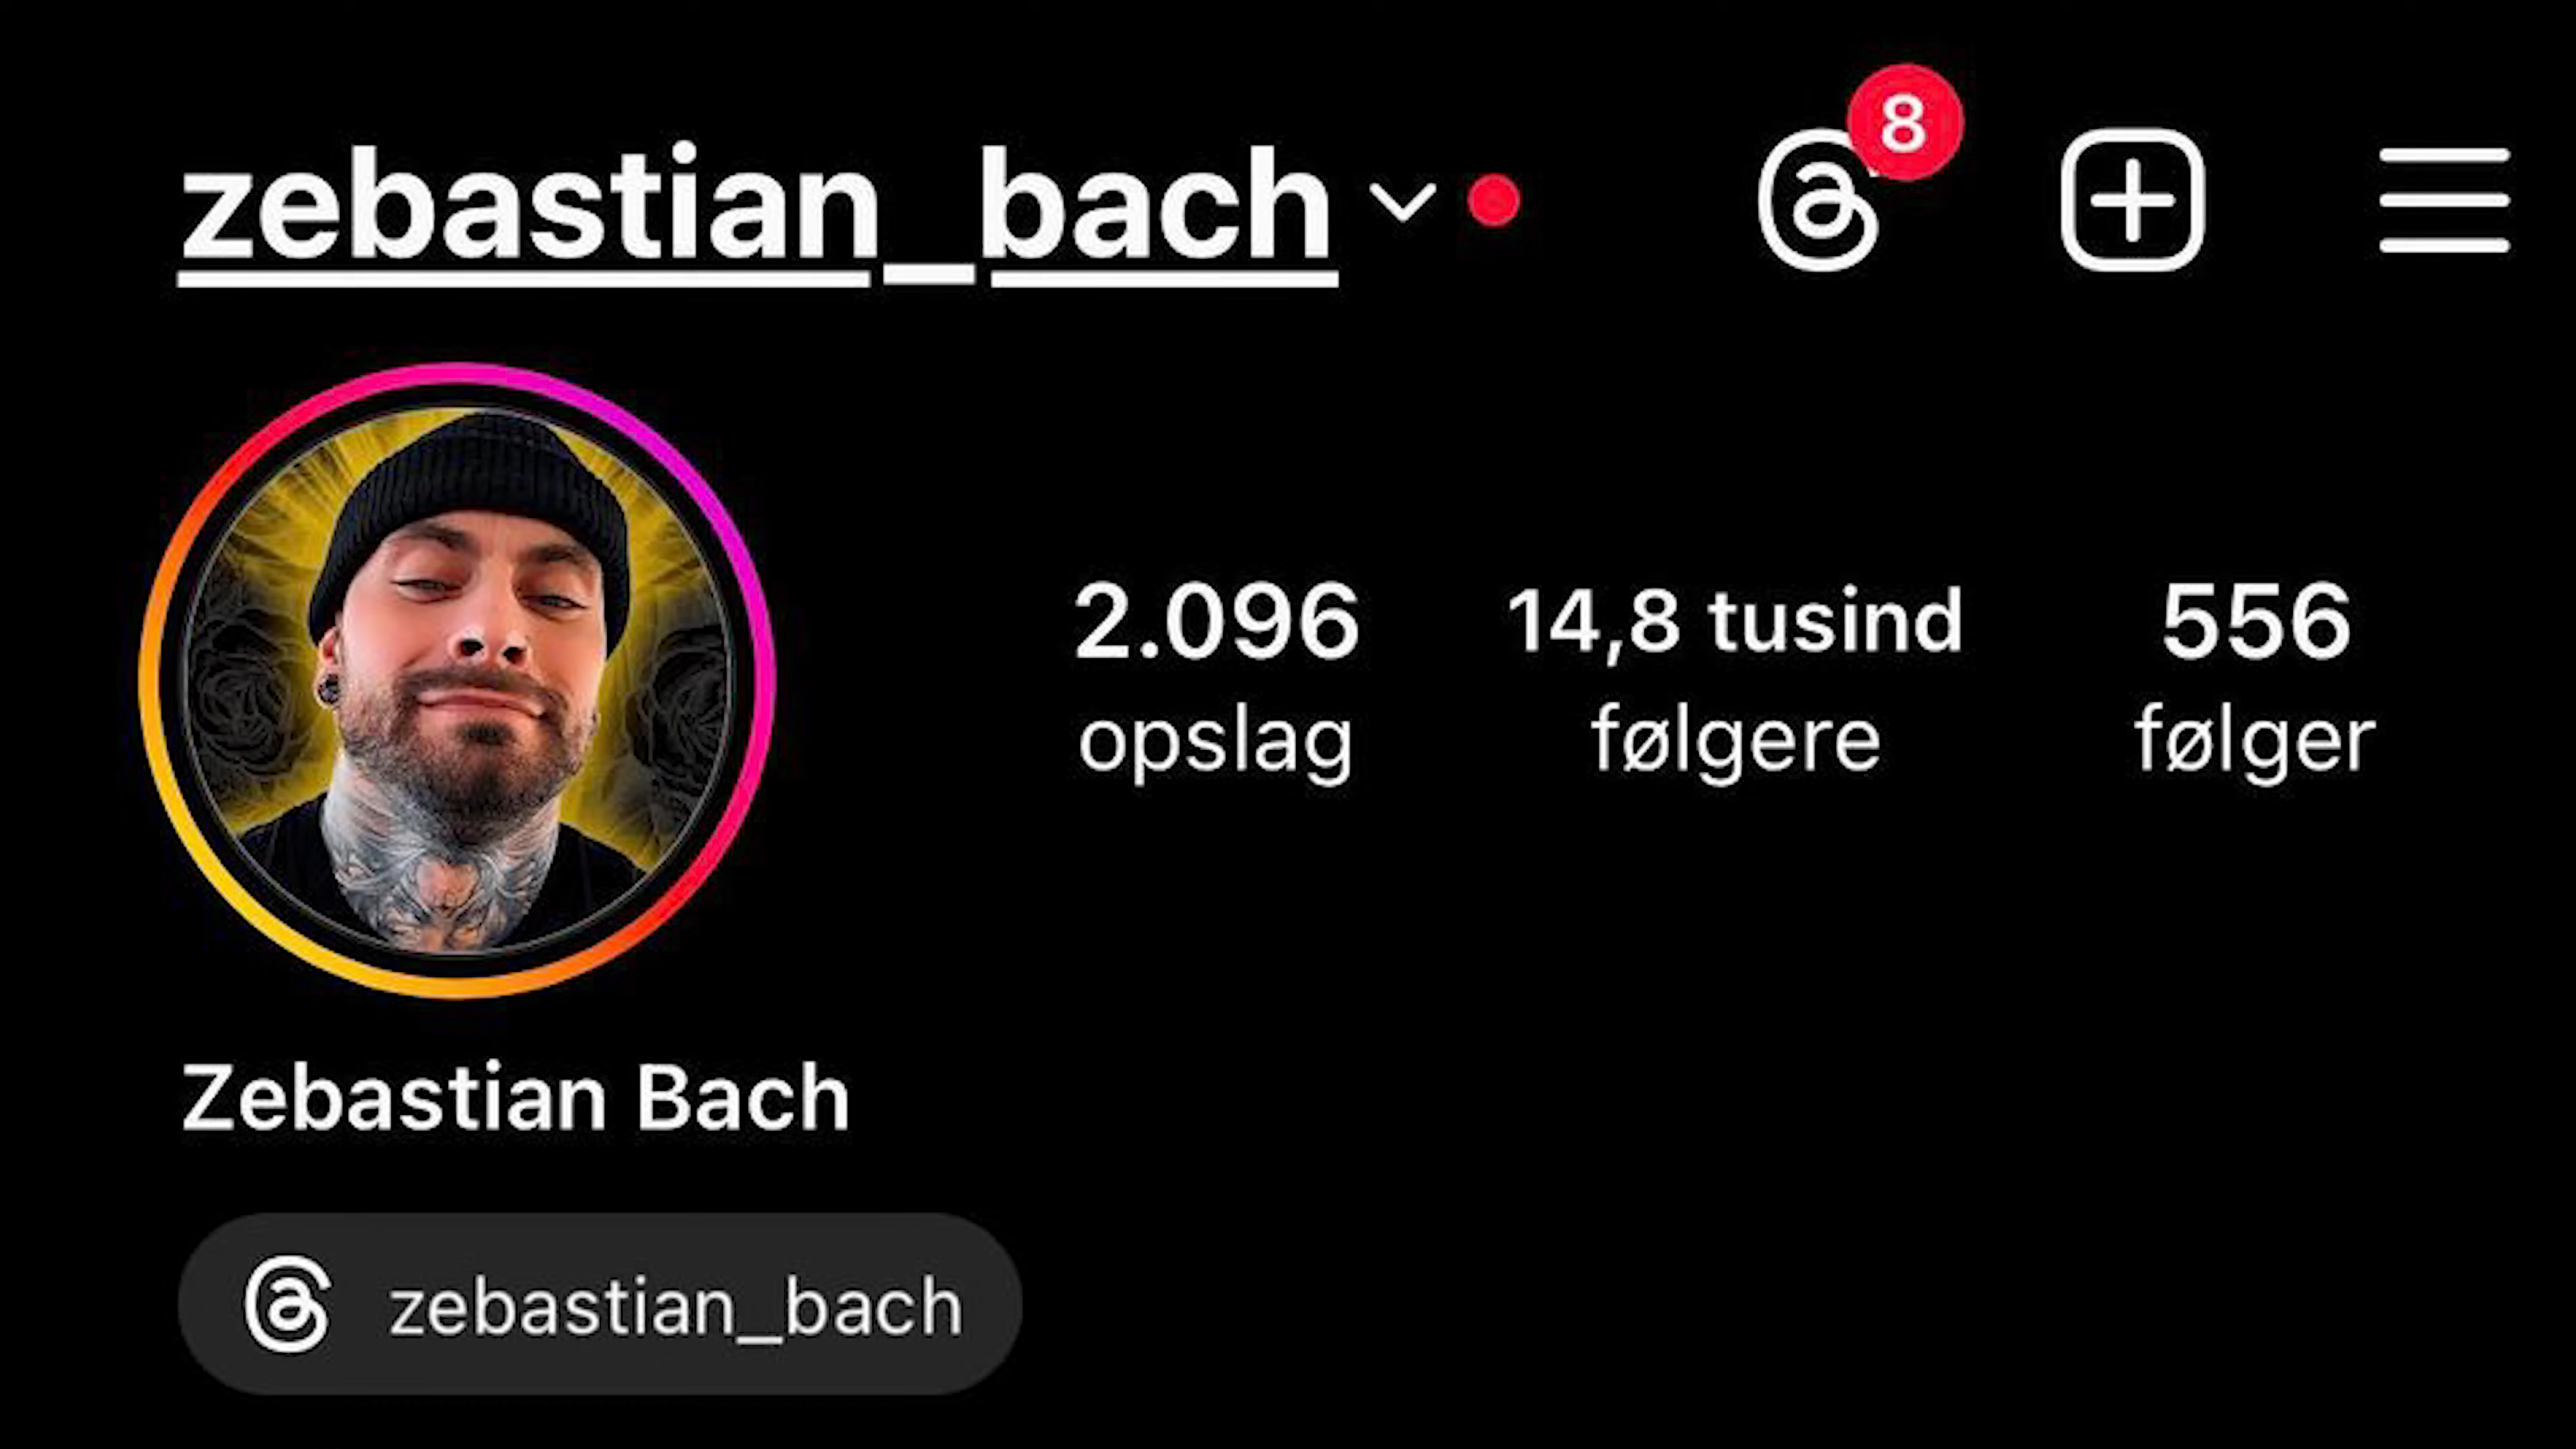 zebastian_bach
8
2.096
opslag
14,8 tusind
følgere
556
følger
Zebastian Bach
zebastian_bach